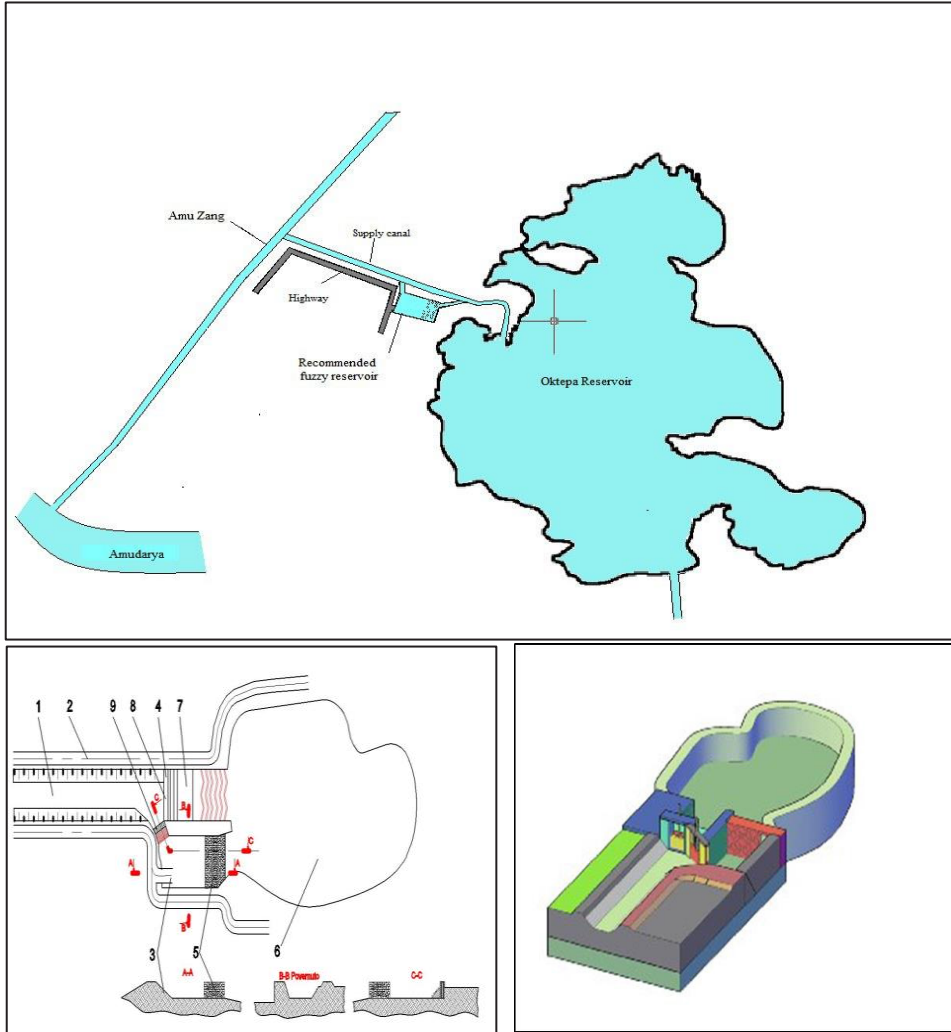 Amu Zang
Supply canal
Highway
Recommended
fuzzy reservoir
Oktepa Reservoir
Amudarya
1 2 9 8 4 7
C
B
C
A
A
B
3 5 6
A-A
B-B Povernuto
C-C